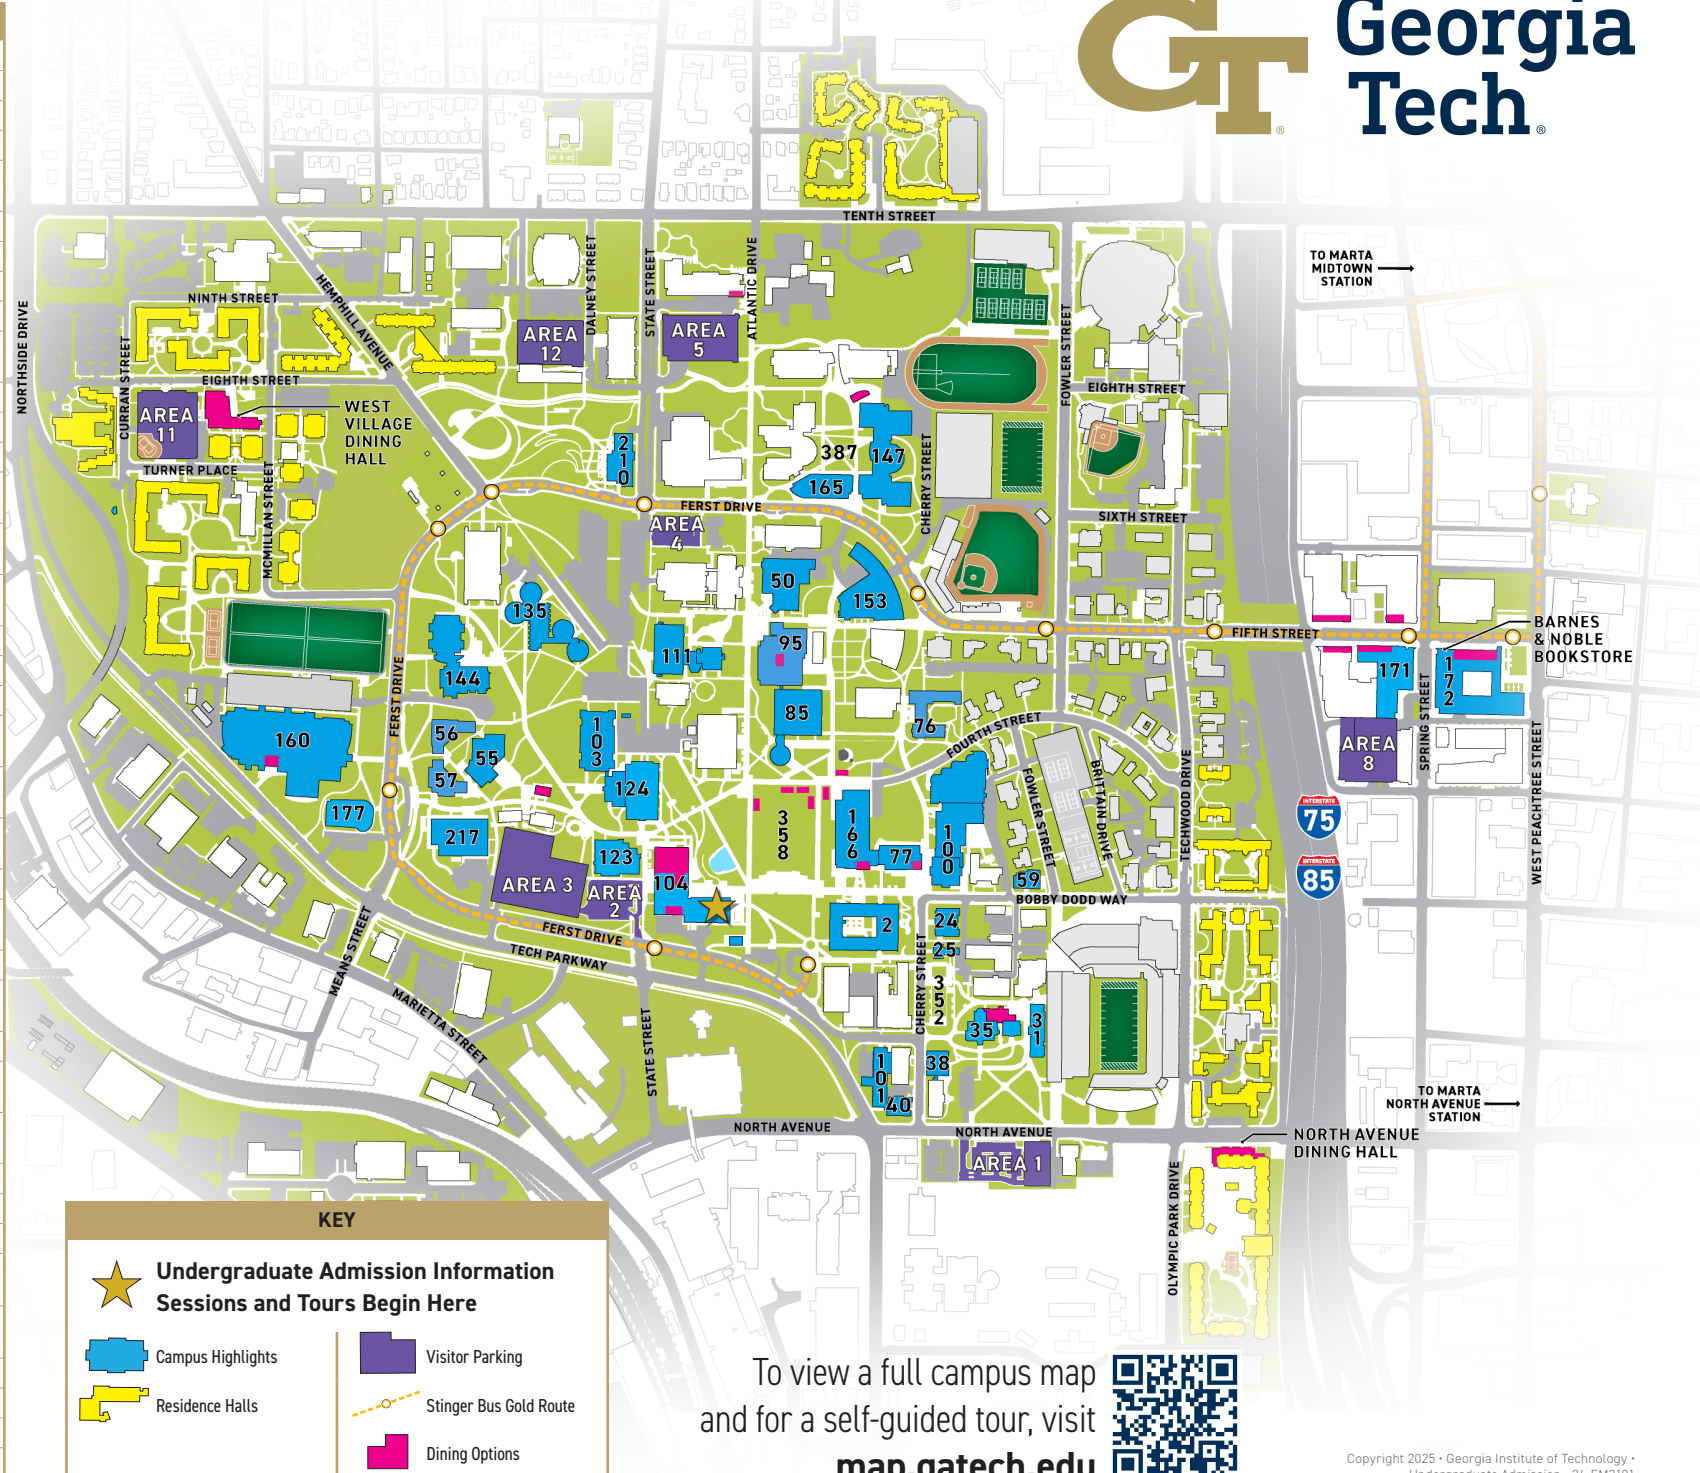 Georgia
Tech®
GT®
TENTH STREET
TO MARTA
MIDTOWN
STATION
NORTHSIDE DRIVE
NINTH STREET
HEMPHILL AVENUE
DALNEY STREET
STATE STREET
ATLANTIC DRIVE
FOWLER STREET
CURRAN STREET
AREA
12
AREA
5
EIGHTH STREET
EIGHTH STREET
AREA
11
WEST
VILLAGE
DINING
HALL
TURNER PLACE
MCMILLAN STREET
210
387
147
165
CHERRY STREET
FERST DRIVE
SIXTH STREET
AREA
4
50
153
135
111
95
FIFTH STREET
BARNES
& NOBLE
BOOKSTORE
171
172
144
FERST DRIVE
85
76
FOURTH STREET
SPRING STREET
WEST PEACHTREE STREET
160
56
55
57
103
124
AREA
8
FOWLER STREET
BRITTAIN DRIVE
TECHWOOD DRIVE
177
217
358
166
77
100
INTERSTATE
75
INTERSTATE
85
123
AREA 3
AREA
2
104
59
BOBBY DODD WAY
2
24
25
FERST DRIVE
TECH PARKWAY
MEANS STREET
MARIETTA STREET
STATE STREET
CHERRY STREET
352
35
31
38
101
40
TO MARTA
NORTH AVENUE
STATION
NORTH AVENUE
NORTH AVENUE
NORTH AVENUE
DINING HALL
AREA 1
OLYMPIC PARK DRIVE
KEY
Undergraduate Admission Information
Sessions and Tours Begin Here
Campus Highlights
Visitor Parking
Residence Halls
Stinger Bus Gold Route
Dining Options
To view a full campus map
and for a self-guided tour, visit
map.gatech.edu
Copyright 2025 • Georgia Institute of Technology •